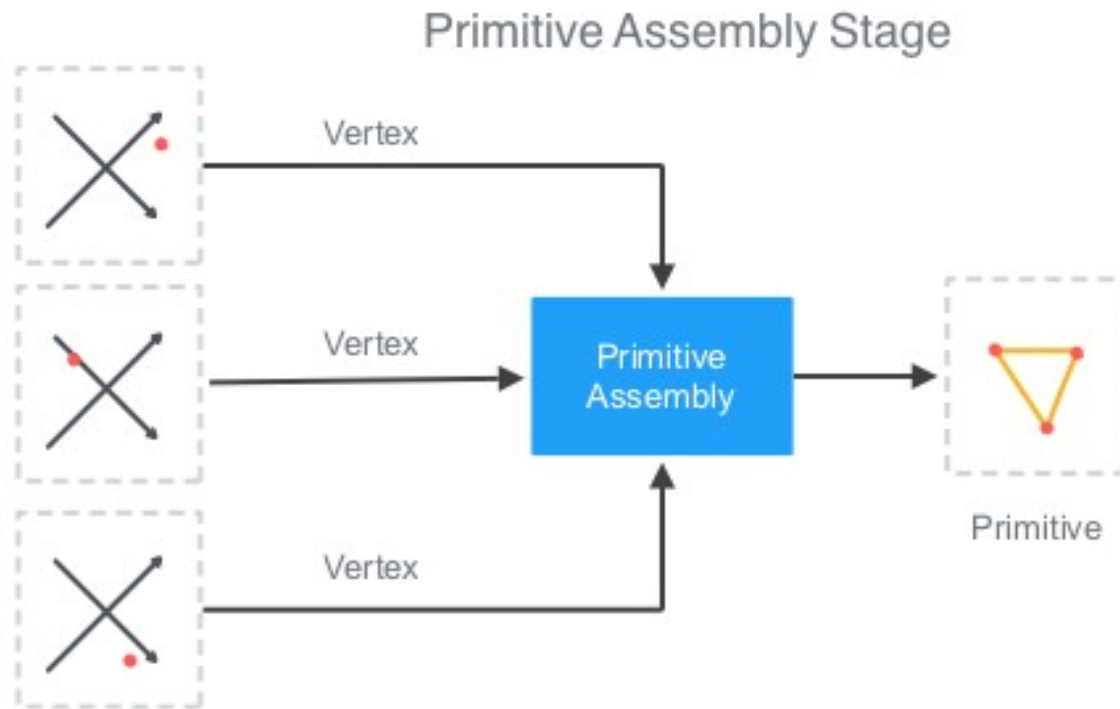 Primitive Assembly Stage
Vertex
Vertex
Primitive
Assembly
Vertex
Primitive